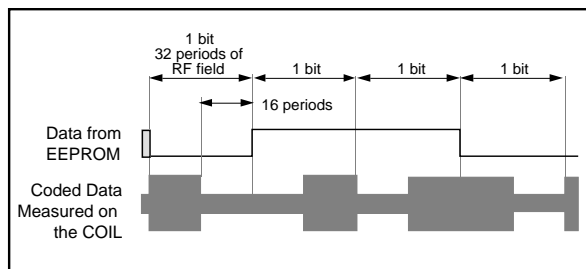 1 bit
32 periods of
RF field
1 bit
1 bit
1 bit
16 periods
Data from
EEPROM
Coded Data
Measured on
the COIL